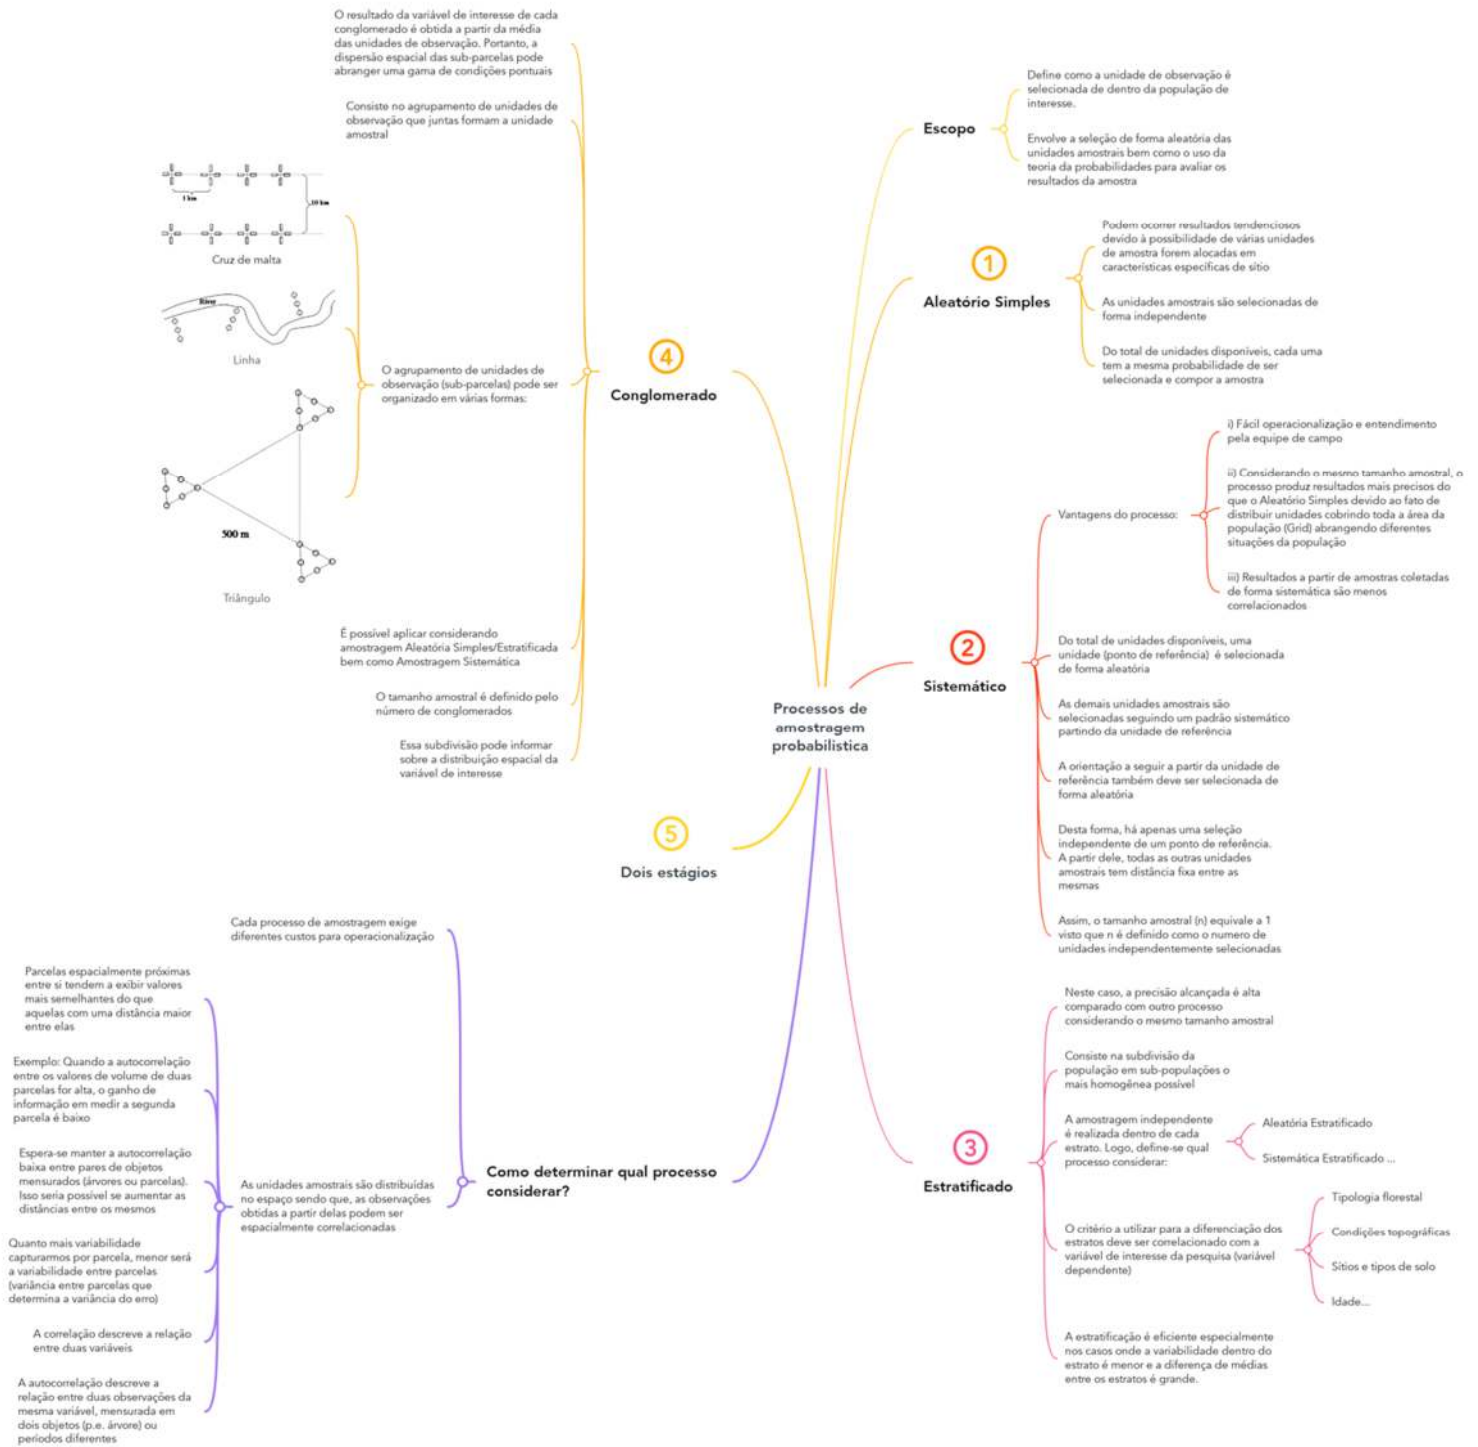 Processos de
amostragem
probabilistica
Escopo
Define como a unidade de observação é
selecionada de dentro da população de
interesse.
Envolve a seleção de forma aleatória das
unidades amostrais bem como o uso da
teoria da probabilidades para avaliar os
resultados da amostra
1
Aleatório Simples
Podem ocorrer resultados tendenciosos
devido à possibilidade de várias unidades
de amostra forem alocadas em
características específicas de sítio
As unidades amostrais são selecionadas de
forma independente
Do total de unidades disponíveis, cada uma
tem a mesma probabilidade de ser
selecionada e compor a amostra
2
Sistemático
Vantagens do processo:
i) Fácil operacionalização e entendimento
pela equipe de campo
ii) Considerando o mesmo tamanho amostral, o
processo produz resultados mais precisos do
que o Aleatório Simples devido ao fato de
distribuir unidades cobrindo toda a área da
população (Grid) abrangendo diferentes
situações da população
iii) Resultados a partir de amostras coletadas
de forma sistemática são menos
correlacionados
Do total de unidades disponíveis, uma
unidade (ponto de referência) é selecionada
de forma aleatória
As demais unidades amostrais são
selecionadas seguindo um padrão sistemático
partindo da unidade de referência
A orientação a seguir a partir da unidade de
referência também deve ser selecionada de
forma aleatória
Desta forma, há apenas uma seleção
independente de um ponto de referência.
A partir dele, todas as outras unidades
amostrais tem distância fixa entre as
mesmas
Assim, o tamanho amostral (n) equivale a 1
visto que n é definido como o numero de
unidades independentemente selecionadas
3
Estratificado
Neste caso, a precisão alcançada é alta
comparado com outro processo
considerando o mesmo tamanho amostral
Consiste na subdivisão da
população em sub-populações o
mais homogênea possível
A amostragem independente
é realizada dentro de cada
estrato. Logo, define-se qual
processo considerar:
Aleatória Estratificado
Sistemática Estratificado ...
O critério a utilizar para a diferenciação dos
estratos deve ser correlacionado com a
variável de interesse da pesquisa (variável
dependente)
Tipologia florestal
Condições topográficas
Sítios e tipos de solo
Idade...
A estratificação é eficiente especialmente
nos casos onde a variabilidade dentro do
estrato é menor e a diferença de médias
entre os estratos é grande.
4
Conglomerado
O resultado da variável de interesse de cada
conglomerado é obtida a partir da média
das unidades de observação. Portanto, a
dispersão espacial das sub-parcelas pode
abranger uma gama de condições pontuais
Consiste no agrupamento de unidades de
observação que juntas formam a unidade
amostral
O agrupamento de unidades de
observação (sub-parcelas) pode ser
organizado em várias formas:
1 km
10 km
Cruz de malta
River
Linha
500 m
Triângulo
É possível aplicar considerando
amostragem Aleatória Simples/Estratificada
bem como Amostragem Sistemática
O tamanho amostral é definido pelo
número de conglomerados
Essa subdivisão pode informar
sobre a distribuição espacial da
variável de interesse
5
Dois estágios
Como determinar qual processo
considerar?
Cada processo de amostragem exige
diferentes custos para operacionalização
As unidades amostrais são distribuídas
no espaço sendo que, as observações
obtidas a partir delas podem ser
espacialmente correlacionadas
Parcelas espacialmente próximas
entre si tendem a exibir valores
mais semelhantes do que
aquelas com uma distância maior
entre elas
Exemplo: Quando a autocorrelação
entre os valores de volume de duas
parcelas for alta, o ganho de
informação em medir a segunda
parcela é baixo
Espera-se manter a autocorrelação
baixa entre pares de objetos
mensurados (árvores ou parcelas).
Isso seria possível se aumentar as
distâncias entre os mesmos
Quanto mais variabilidade
capturarmos por parcela, menor será
a variabilidade entre parcelas
(variância entre parcelas que
determina a variância do erro)
A correlação descreve a relação
entre duas variáveis
A autocorrelação descreve a
relação entre duas observações da
mesma variável, mensurada em
dois objetos (p.e. árvore) ou
períodos diferentes